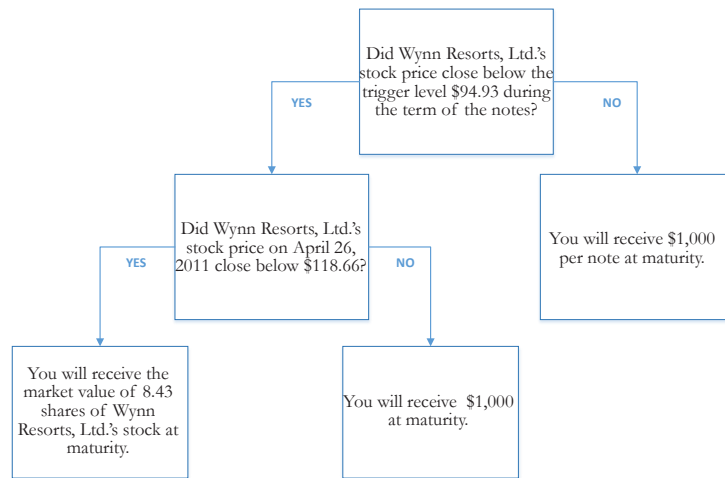 Did Wynn Resorts, Ltd.'s
stock price close below the
trigger level $94.93 during
the term of the notes?
YES
NO
Did Wynn Resorts, Ltd.'s
stock price on April 26,
2011 close below $118.66?
You will receive $1,000
per note at maturity.
YES
NO
You will receive the
market value of 8.43
shares of Wynn
Resorts, Ltd.'s stock at
maturity.
You will receive $1,000
at maturity.